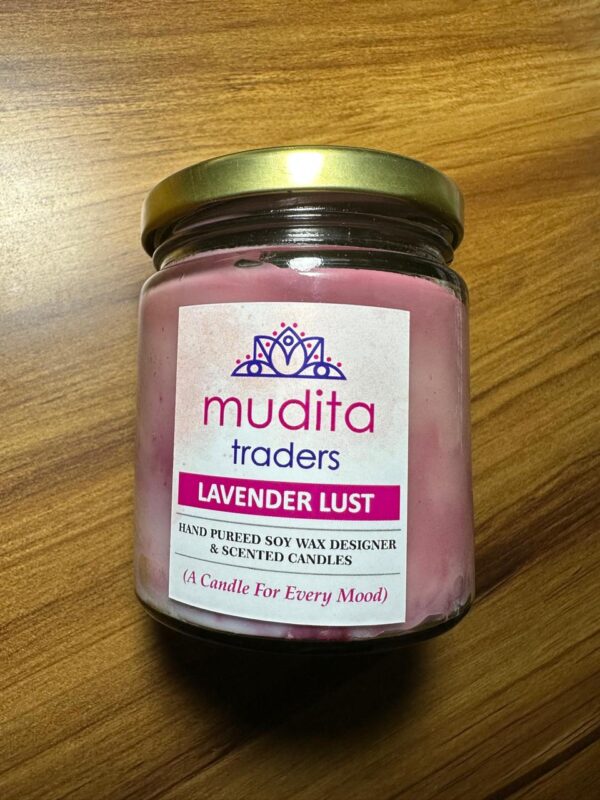 mudita
traders
LAVENDER LUST
HAND PUREED SOY WAX DESIGNER
& SCENTED CANDLES
(A Candle For Every Mood)